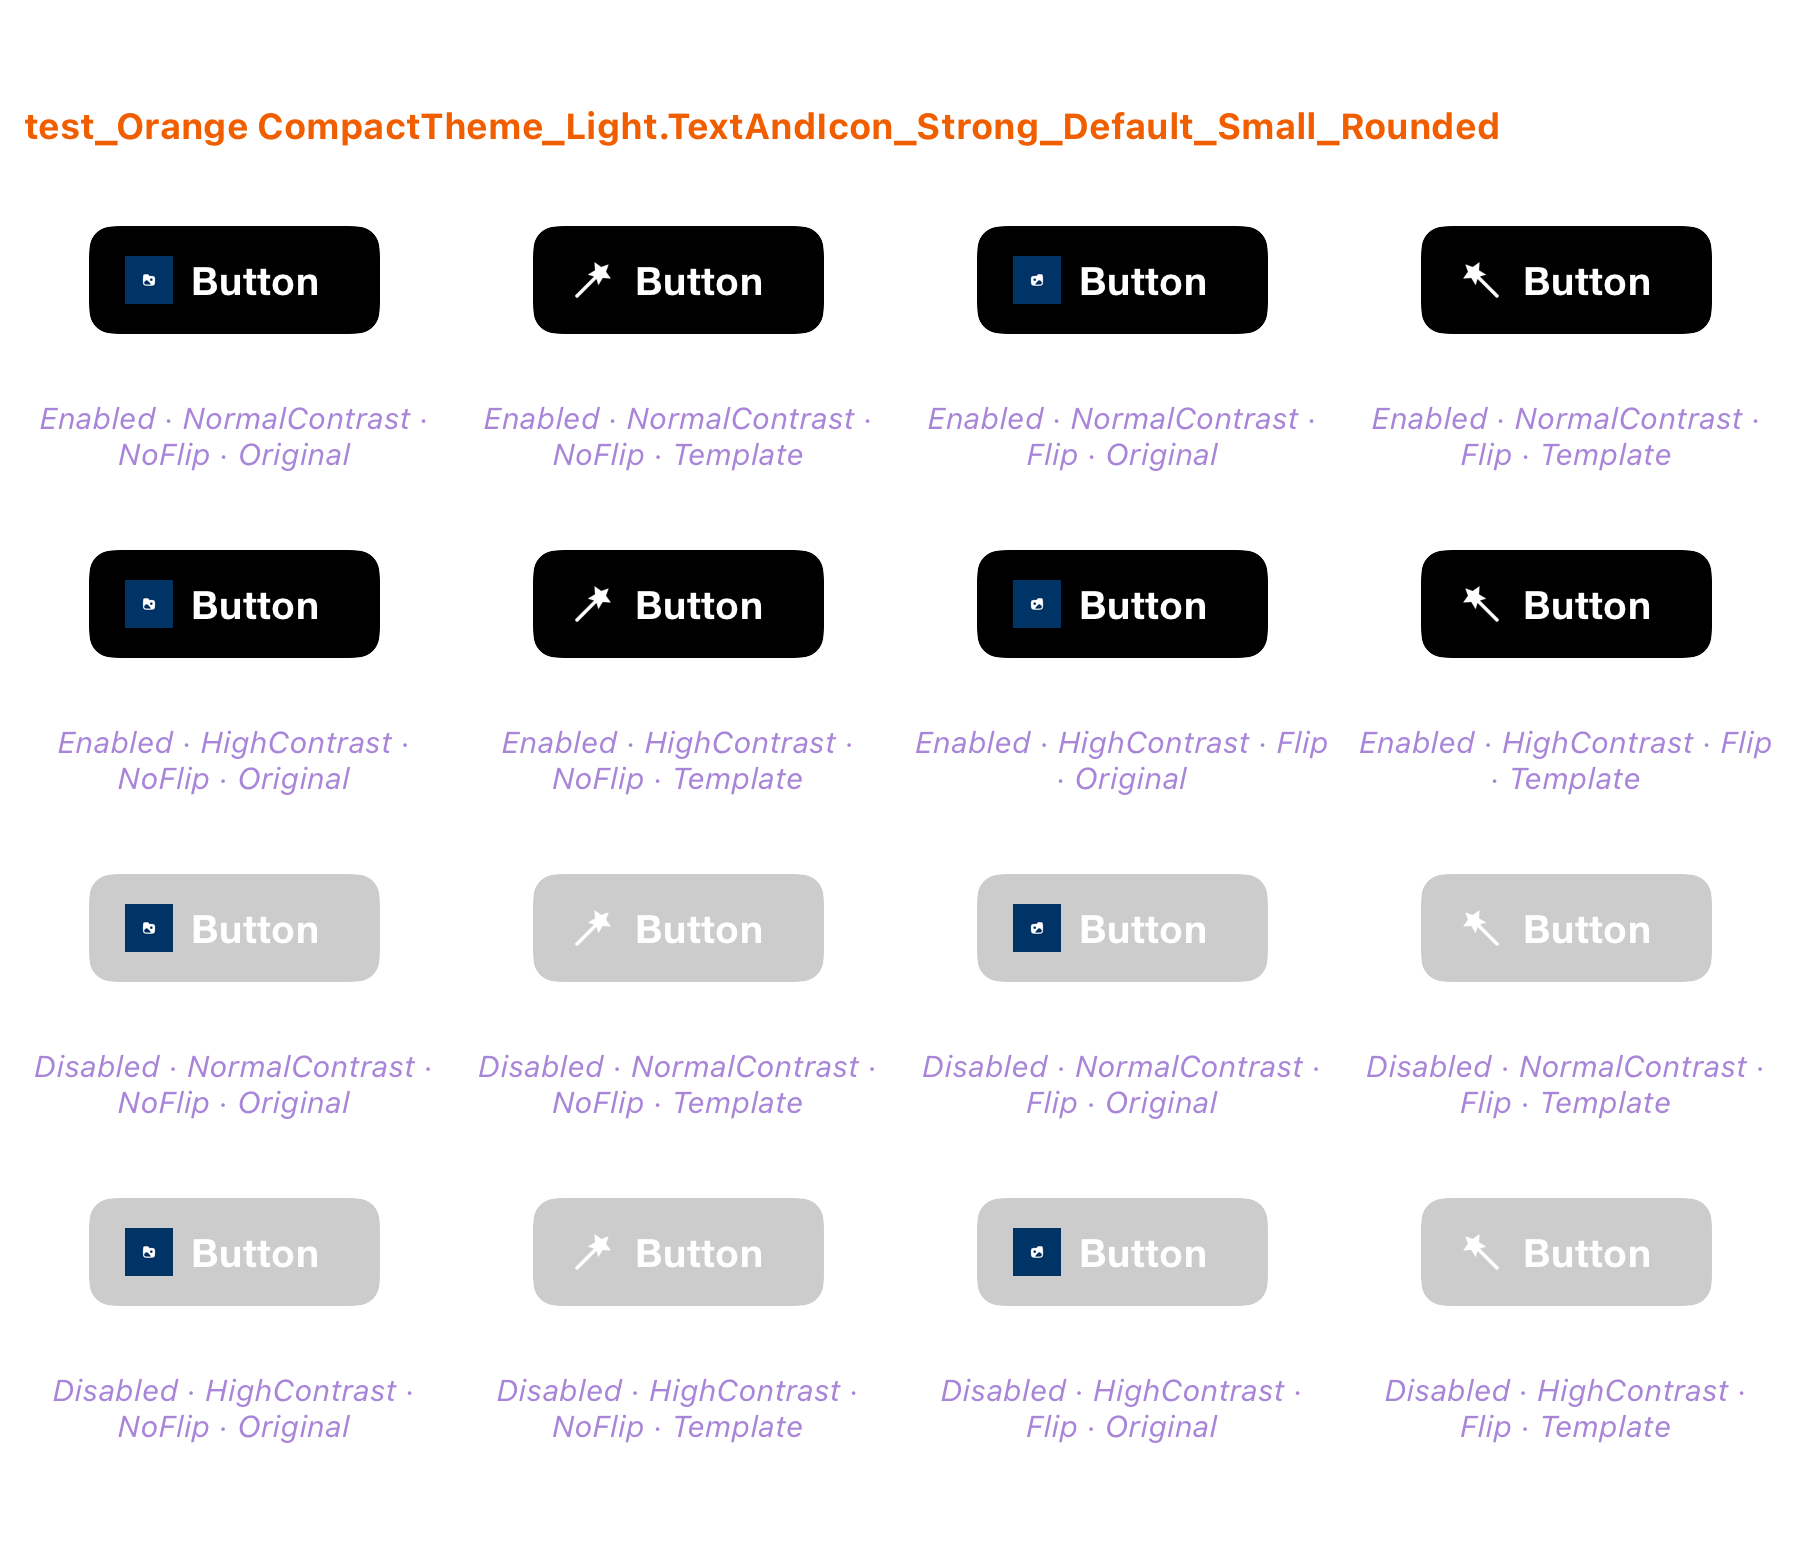 test_Orange CompactTheme_Light.TextAndIcon_Strong_Default_Small_Rounded
Button Button Button Button
Enabled · NormalContrast · Enabled · NormalContrast · Enabled · NormalContrast · Enabled · NormalContrast ·
NoFlip · Original NoFlip · Template Flip · Original Flip · Template
Button Button Button Button
Enabled · HighContrast · Enabled · HighContrast · Enabled · HighContrast · Flip Enabled · HighContrast · Flip
NoFlip · Original NoFlip · Template · Original · Template
Button Button Button Button
Disabled · NormalContrast · Disabled · NormalContrast · Disabled · NormalContrast · Disabled · NormalContrast ·
NoFlip · Original NoFlip · Template Flip · Original Flip · Template
Button Button Button Button
Disabled · HighContrast · Disabled · HighContrast · Disabled · HighContrast · Disabled · HighContrast ·
NoFlip · Original NoFlip · Template Flip · Original Flip · Template